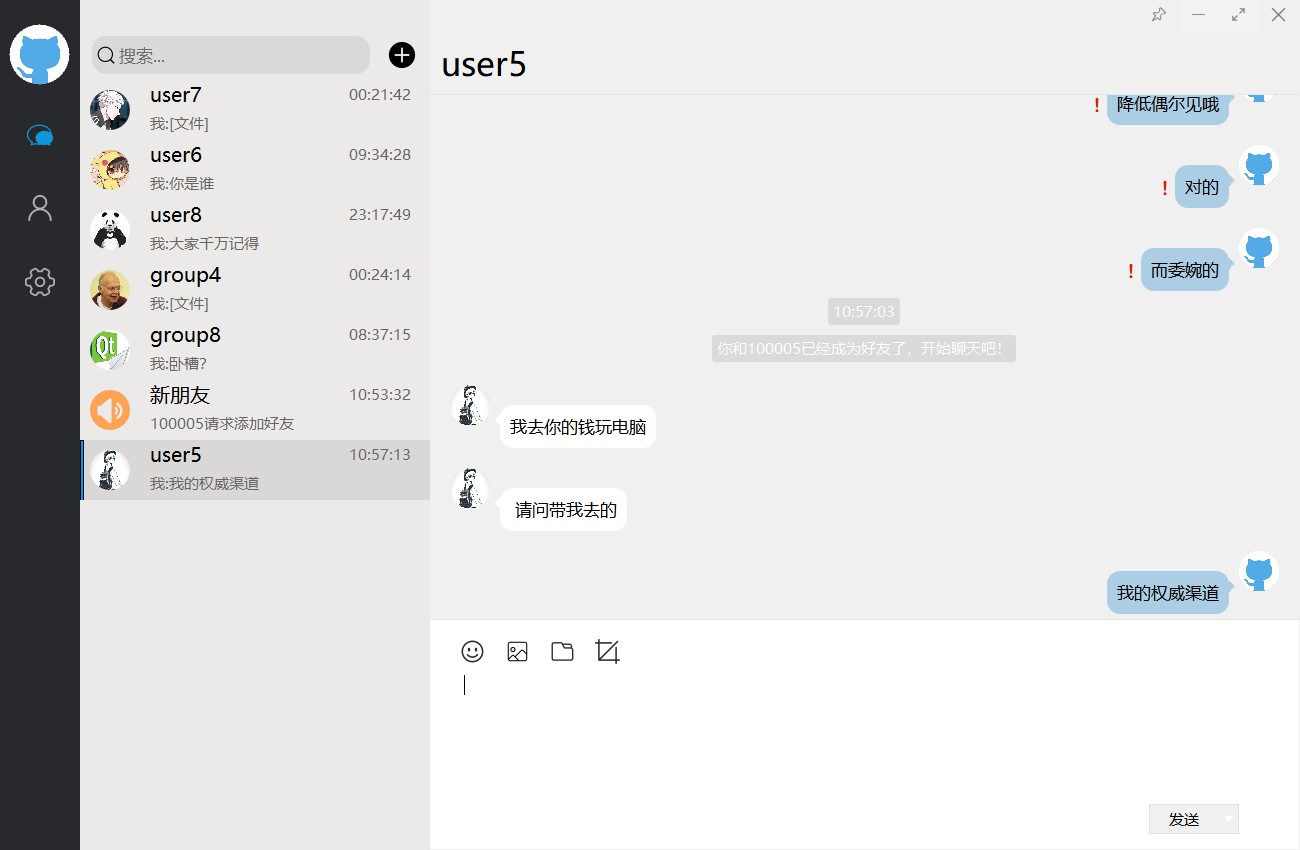 搜索...
user7 00:21:42
我:[文件]
user6 09:34:28
我:你是谁
user8 23:17:49
我:大家千万记得
group4 00:24:14
我:[文件]
group8 08:37:15
我:卧槽?
新朋友 10:53:32
100005请求添加好友
user5 10:57:13
我:我的权威渠道
user5
! 降低偶尔见哦
! 对的
! 而委婉的
10:57:03
你和100005已经成为好友了，开始聊天吧！
我去你的钱玩电脑
请问带我去的
我的权威渠道
发送
Qt